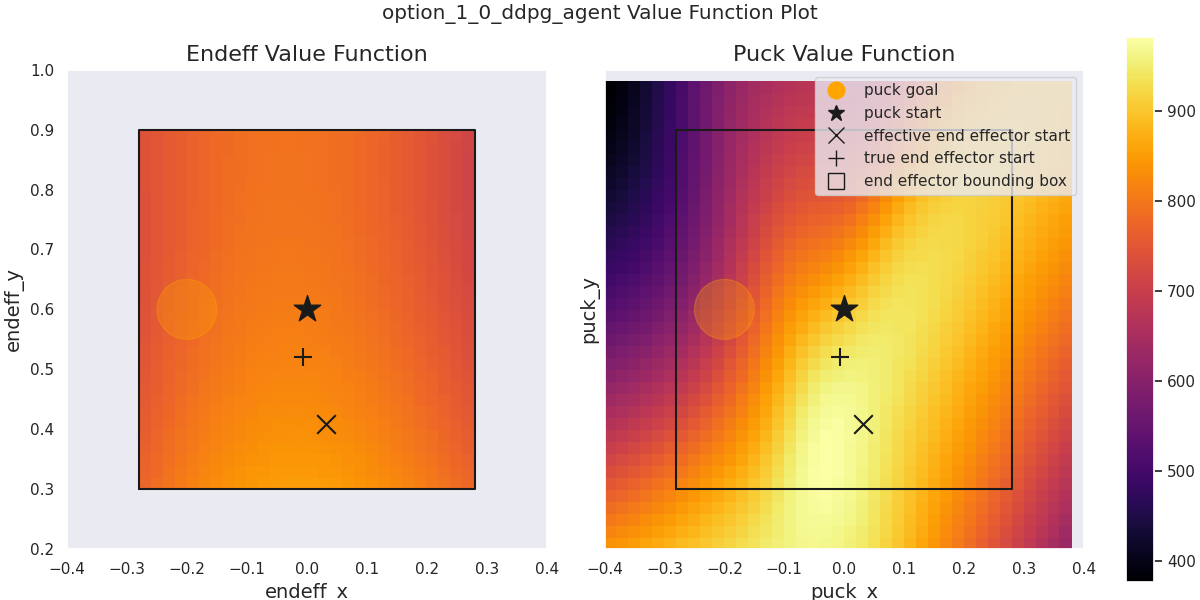 option_1_0_ddpg_agent Value Function Plot
Endeff Value Function
Puck Value Function
puck goal
puck start
effective end effector start
true end effector start
end effector bounding box
1.0
0.9
0.8
0.7
0.6
0.5
0.4
0.3
0.2
endeff_y
−0.4 −0.3 −0.2 −0.1 0.0 0.1 0.2 0.3 0.4
endeff_x
puck_y
−0.4 −0.3 −0.2 −0.1 0.0 0.1 0.2 0.3 0.4
puck_x
900
800
700
600
500
400